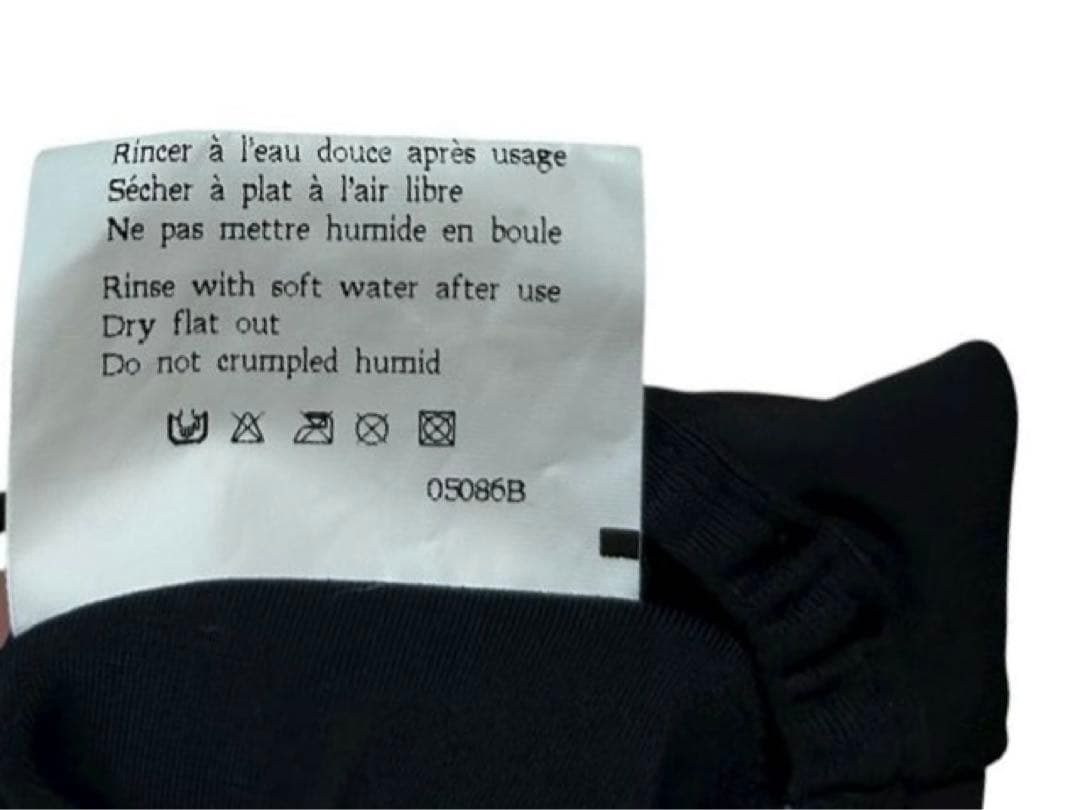 Rincer à l'eau douce après usage
Sécher à plat à l'air libre
Ne pas mettre humide en boule
Rinse with soft water after use
Dry flat out
Do not crumpled humid
05086B